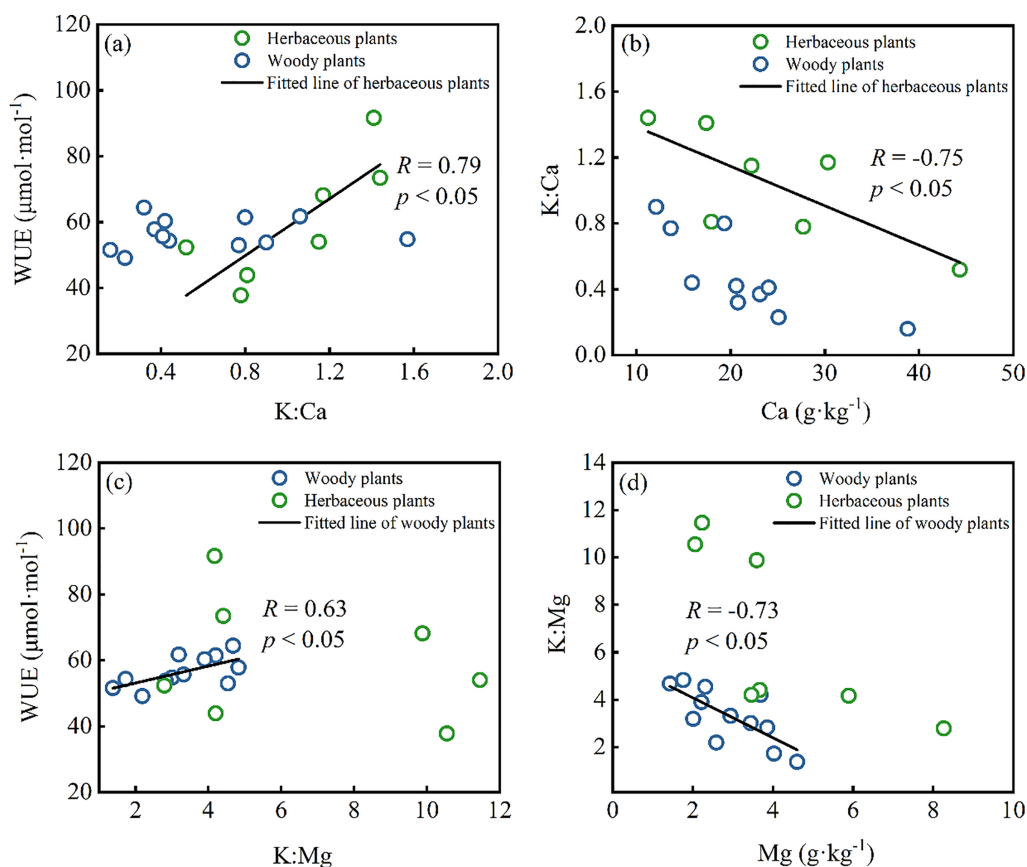 (a)
Herbaceous plants
Woody plants
Fitted line of herbaceous plants
R = 0.79
p < 0.05
WUE (μmol·mol⁻¹)
120
100
80
60
40
20
0.4
0.8
1.2
1.6
2.0
K:Ca
(b)
Herbaceous plants
Woody plants
Fitted line of herbaceous plants
R = -0.75
p < 0.05
K:Ca
2.0
1.6
1.2
0.8
0.4
0.0
10
20
30
40
50
Ca (g·kg⁻¹)
(c)
Woody plants
Herbaceous plants
Fitted line of woody plants
R = 0.63
p < 0.05
WUE (μmol·mol⁻¹)
120
100
80
60
40
20
2
4
6
8
10
12
K:Mg
(d)
Woody plants
Herbaceous plants
Fitted line of woody plants
R = -0.73
p < 0.05
K:Mg
14
12
10
8
6
4
2
0
2
4
6
8
10
Mg (g·kg⁻¹)